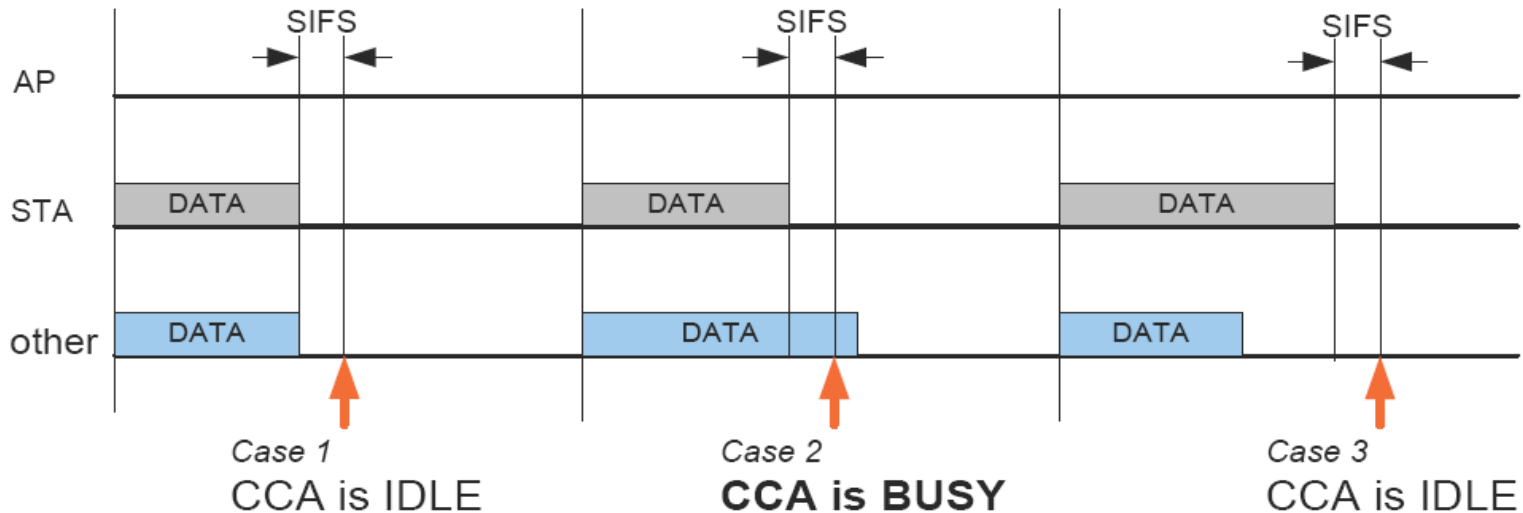 SIFS SIFS SIFS
AP
STA DATA DATA DATA
other DATA DATA DATA
Case 1 Case 2 Case 3
CCA is IDLE CCA is BUSY CCA is IDLE